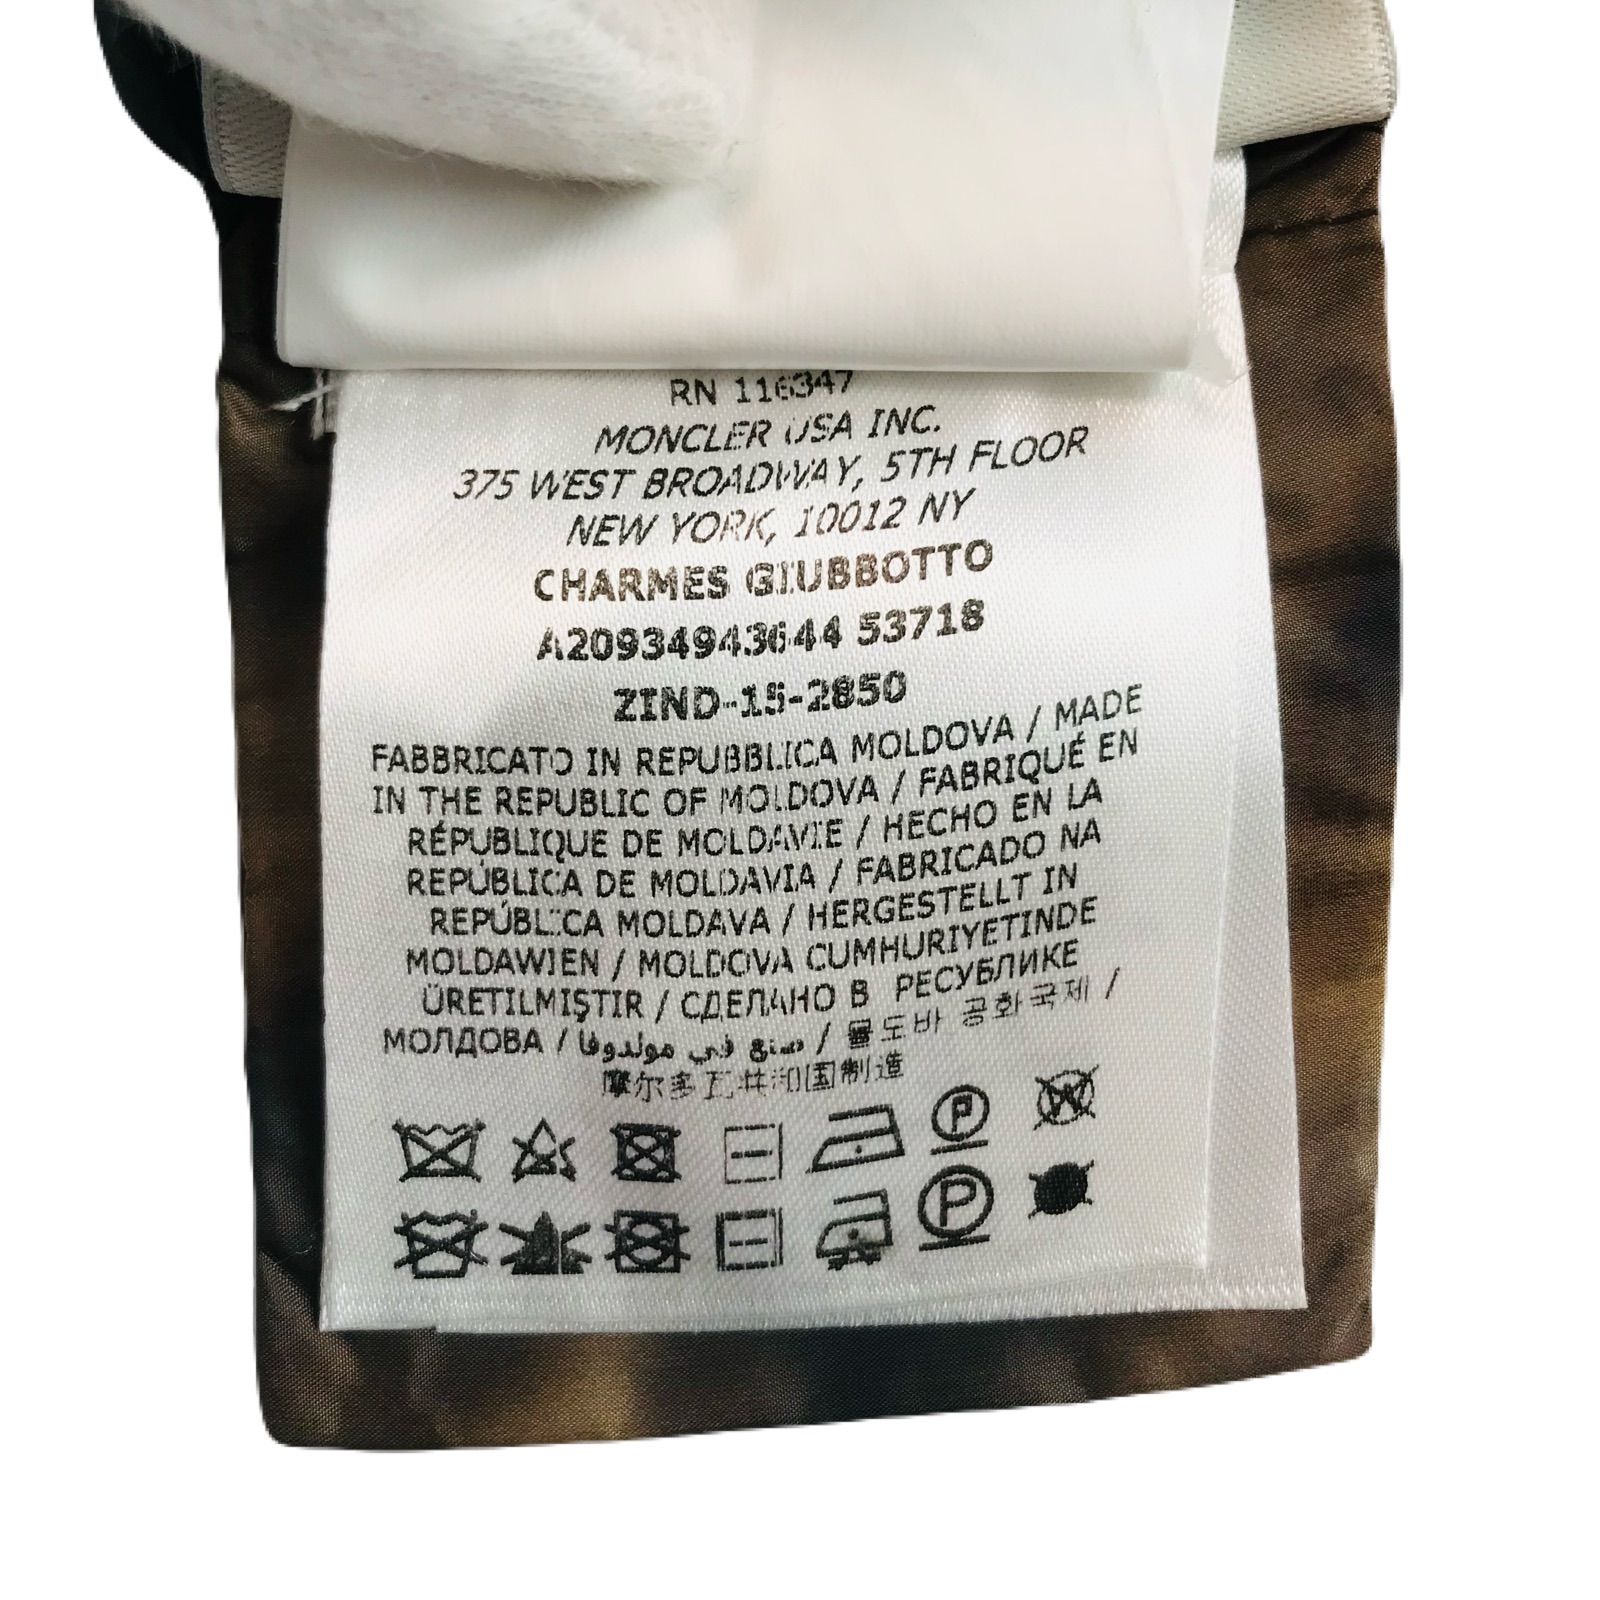 RN 116347
MONCLER USA INC.
375 WEST BROADWAY, 5TH FLOOR
NEW YORK, 10012 NY
CHARMES GIUBBOTTO
A20934943644 53718
ZIND-15-2850
FABBRICATO IN REPUBBLICA MOLDOVA / MADE
IN THE REPUBLIC OF MOLDOVA / FABRIQUÉ EN
RÉPUBLIQUE DE MOLDAVIE / HECHO EN LA
REPÚBLICA DE MOLDAVIA / FABRICADO NA
REPÚBLICA MOLDAVA / HERGESTELLT IN
MOLDAWIEN / MOLDOVA CUMHURIYETINDE
ÜRETILMIŞTIR / СДЕЛАНО В РЕСУБЛИКЕ
МОЛДОВА / صنع في مولدوفا / 몰도바 공화국제 /
摩尔多瓦共和国制造
P W
P